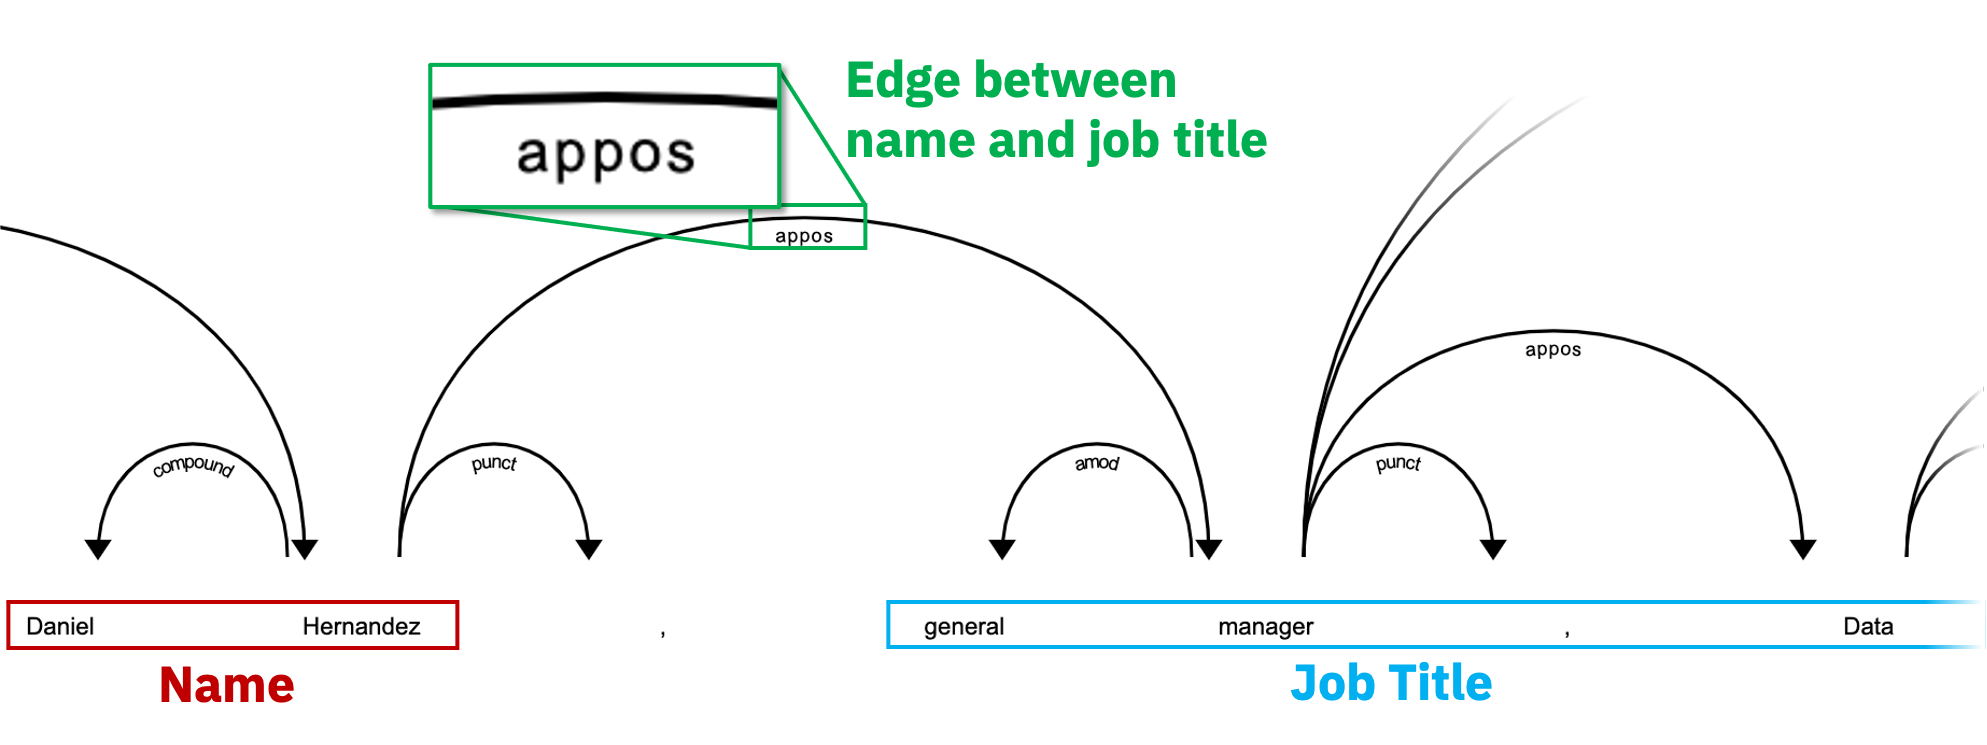 Edge between
name and job title
appos
appos
appos
compound
punct
amod
punct
Daniel Hernandez , general manager , Data
Name
Job Title